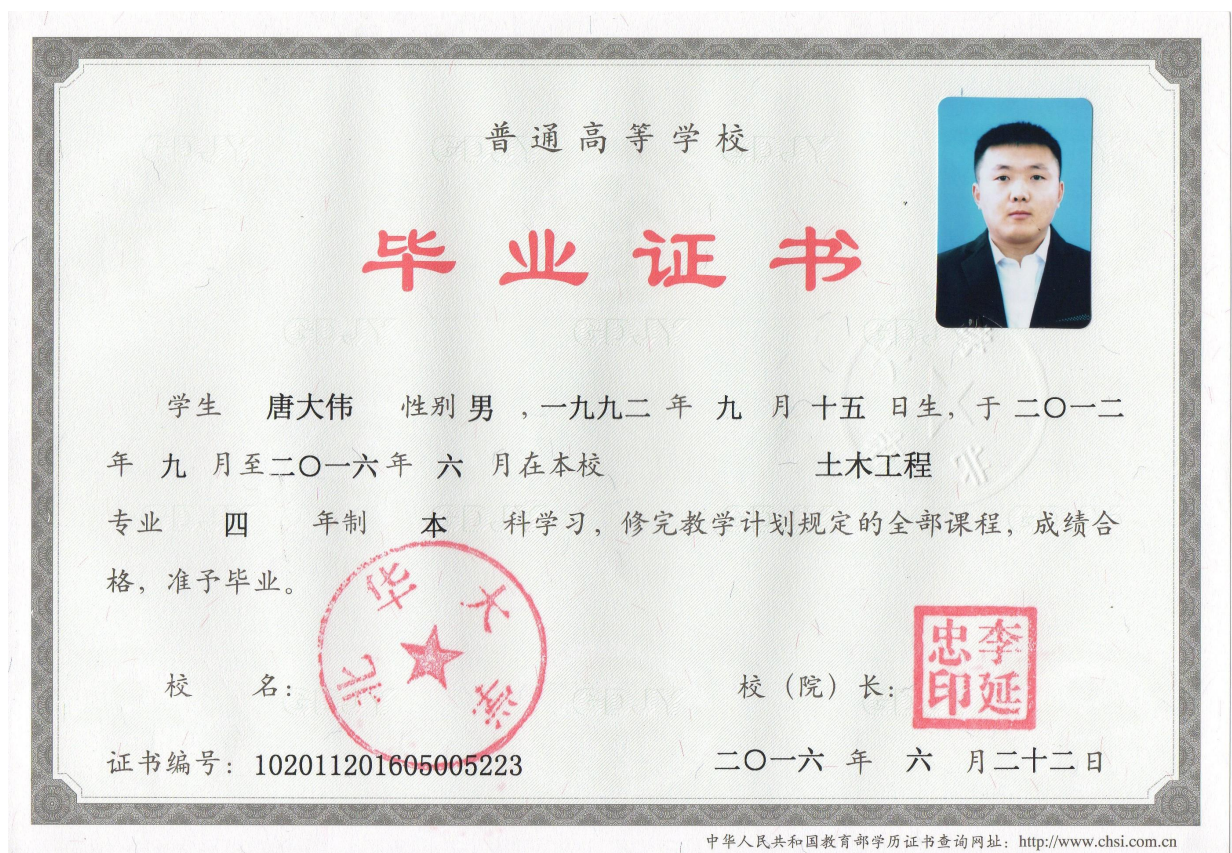 普通高等学校
毕业证书
学生 唐大伟 性别 男 ，一九九二 年 九 月 十五 日生，于 二〇一二
年 九 月至二〇一六年 六 月在本校 土木工程
专业 四 年制 本 科学习，修完教学计划规定的全部课程，成绩合
格，准予毕业。
北华大学
李延忠印
校 名： 校（院）长：
证书编号：102011201605005223 二〇一六 年 六 月二十二日
中华人民共和国教育部学历证书查询网址：http://www.chsi.com.cn